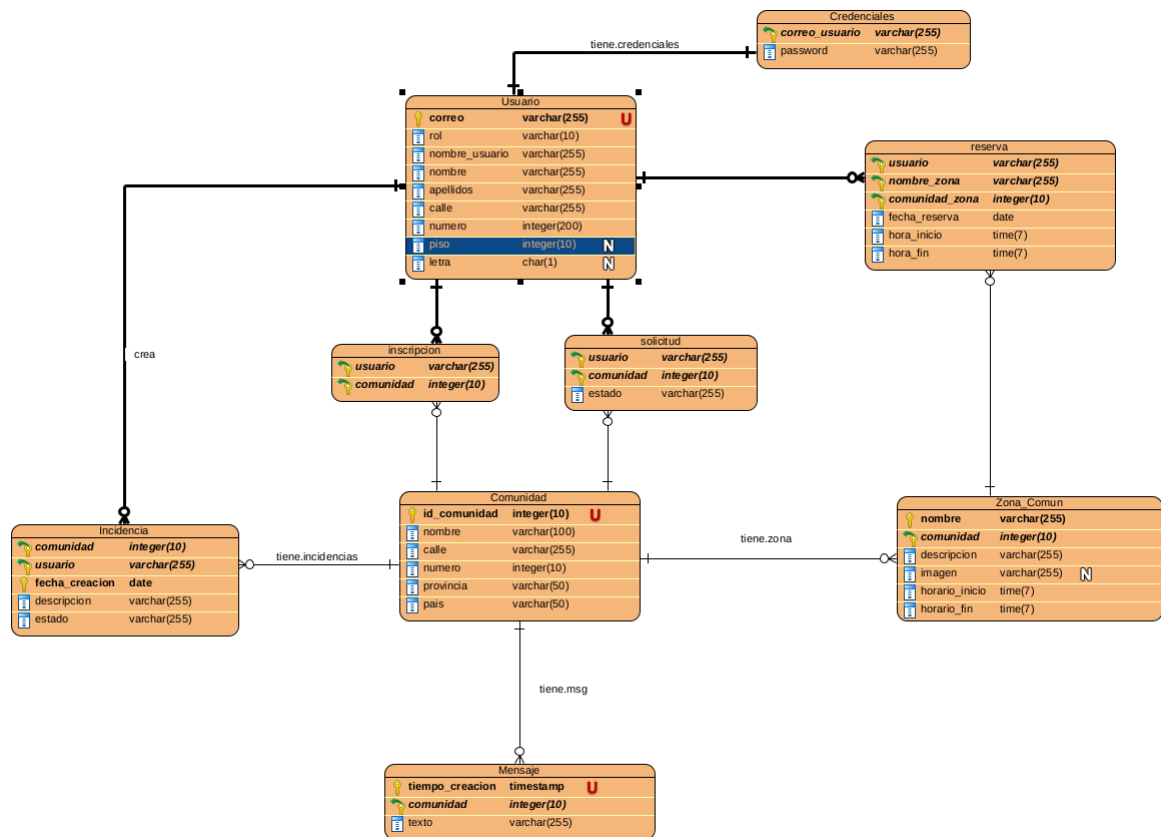 Credenciales
correo_usuario varchar(255)
password varchar(255)
tiene.credenciales
Usuario
correo varchar(255) U
rol varchar(10)
nombre_usuario varchar(255)
nombre varchar(255)
apellidos varchar(255)
calle varchar(255)
numero integer(200)
piso integer(10) N
letra char(1) N
reserva
usuario varchar(255)
nombre_zona varchar(255)
comunidad_zona integer(10)
fecha_reserva date
hora_inicio time(7)
hora_fin time(7)
crea
inscripcion
usuario varchar(255)
comunidad integer(10)
solicitud
usuario varchar(255)
comunidad integer(10)
estado varchar(255)
Comunidad
id_comunidad integer(10) U
nombre varchar(100)
calle varchar(255)
numero integer(10)
provincia varchar(50)
pais varchar(50)
Zona_Comun
nombre varchar(255)
comunidad integer(10)
descripcion varchar(255)
imagen varchar(255) N
horario_inicio time(7)
horario_fin time(7)
Incidencia
comunidad integer(10)
usuario varchar(255)
fecha_creacion date
descripcion varchar(255)
estado varchar(255)
tiene.incidencias
tiene.zona
tiene.msg
Mensaje
tiempo_creacion timestamp U
comunidad integer(10)
texto varchar(255)